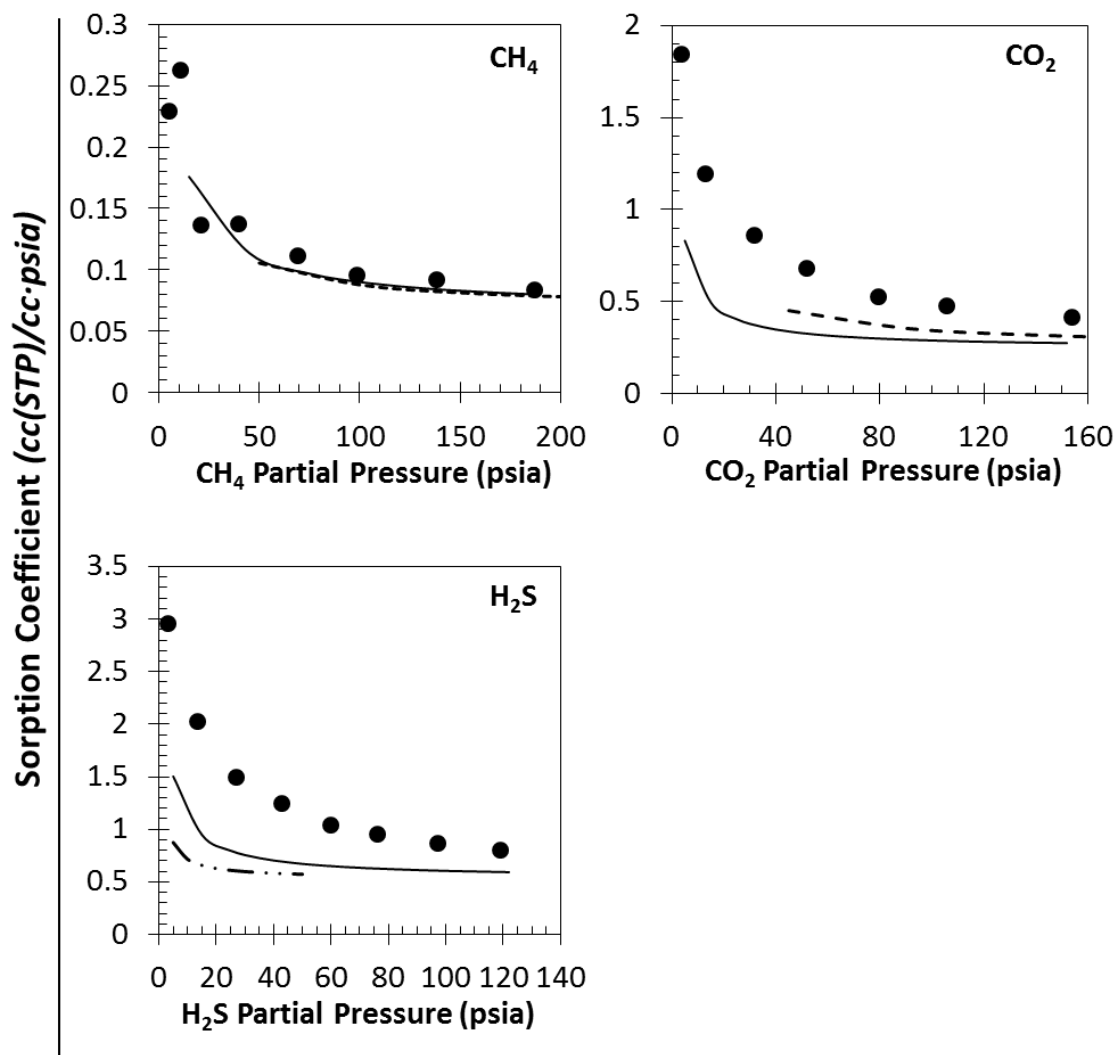 Sorption Coefficient (cc(STP)/cc·psia)
CH₄
0.3
0.25
0.2
0.15
0.1
0.05
0
0 50 100 150 200
CH₄ Partial Pressure (psia)
CO₂
2
1.5
1
0.5
0
0 40 80 120 160
CO₂ Partial Pressure (psia)
H₂S
3.5
3
2.5
2
1.5
1
0.5
0
0 20 40 60 80 100 120 140
H₂S Partial Pressure (psia)